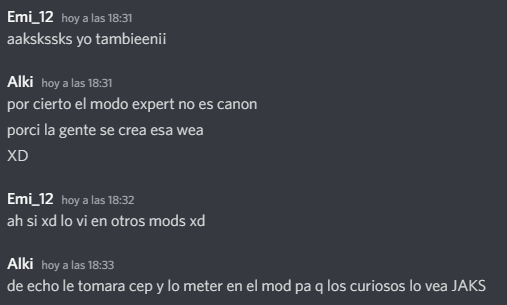 Emi_12 hoy a las 18:31
aakskssks yo tambieenii
Alki hoy a las 18:31
por cierto el modo expert no es canon
porci la gente se crea esa wea
XD
Emi_12 hoy a las 18:32
ah si xd lo vi en otros mods xd
Alki hoy a las 18:33
de echo le tomara cep y lo meter en el mod pa q los curiosos lo vea JAKS